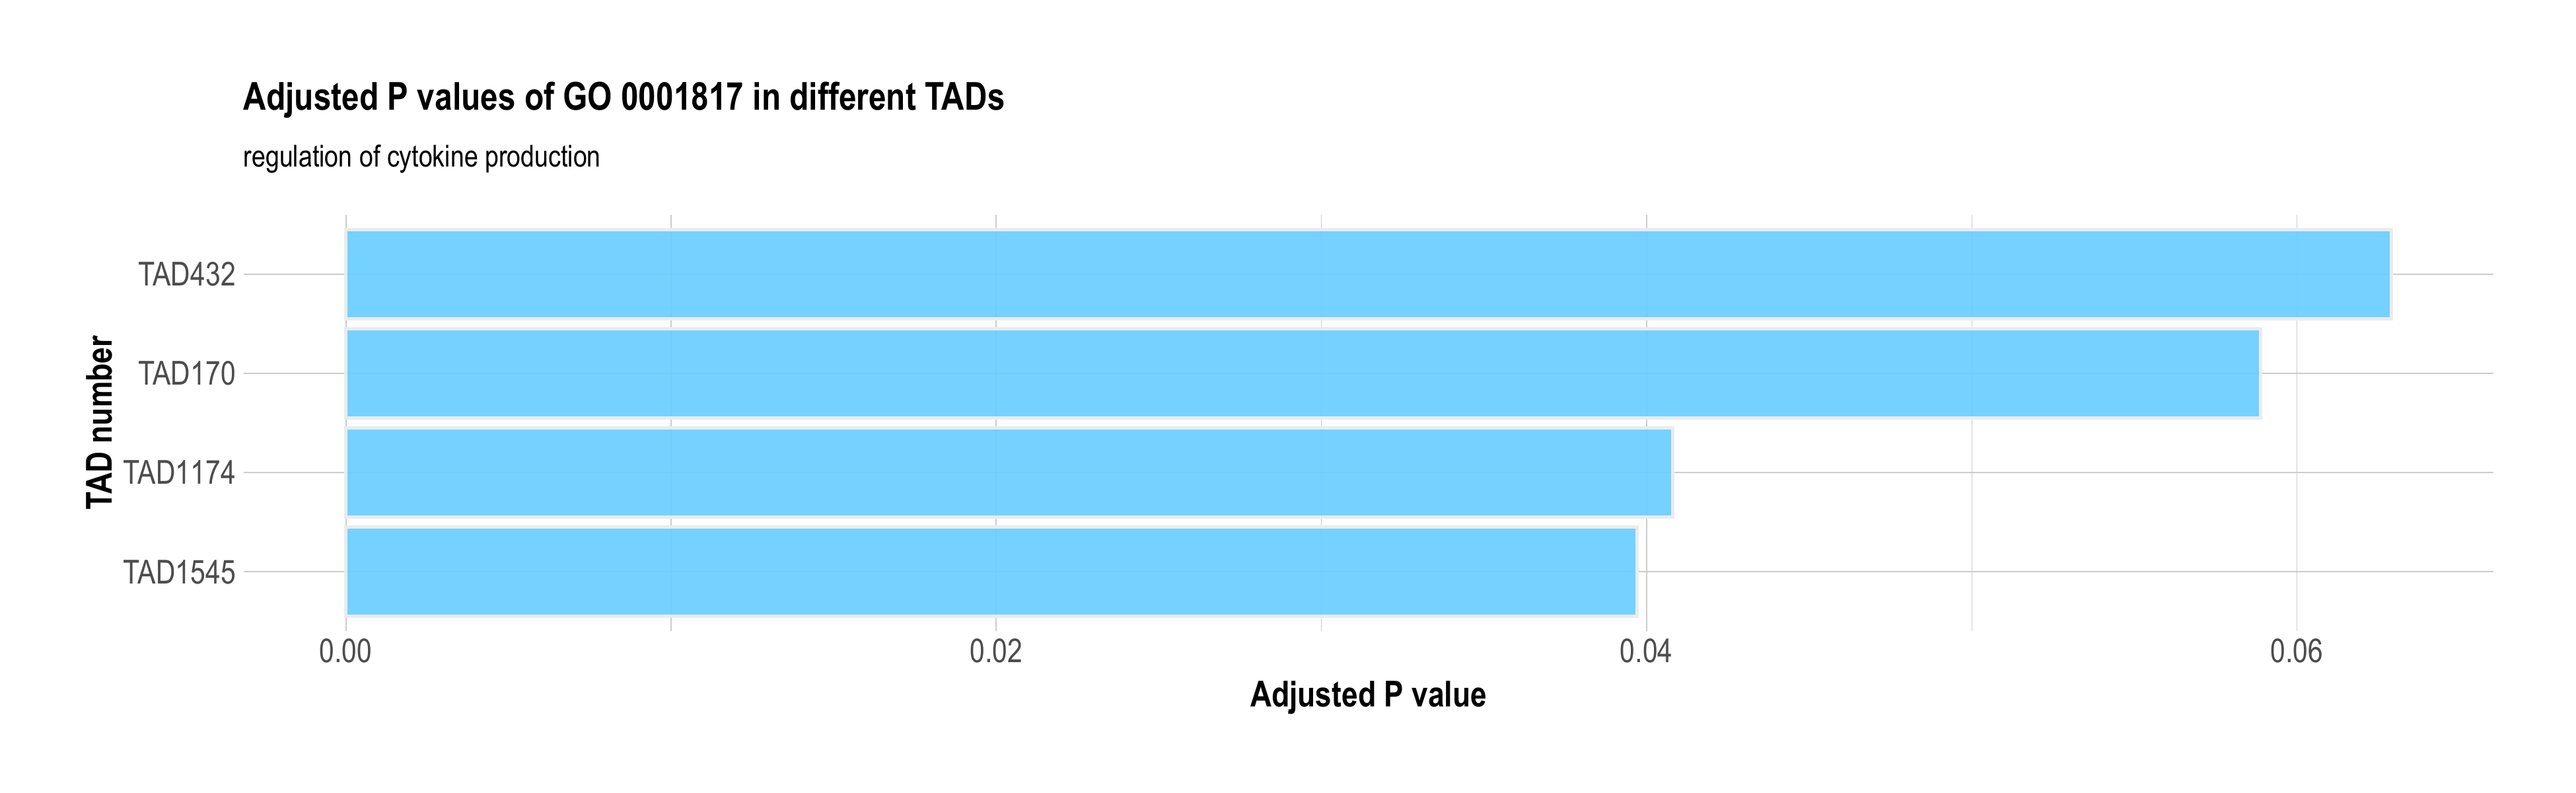 Adjusted P values of GO 0001817 in different TADs
regulation of cytokine production
TAD number
TAD432
TAD170
TAD1174
TAD1545
0.00 0.02 0.04 0.06
Adjusted P value